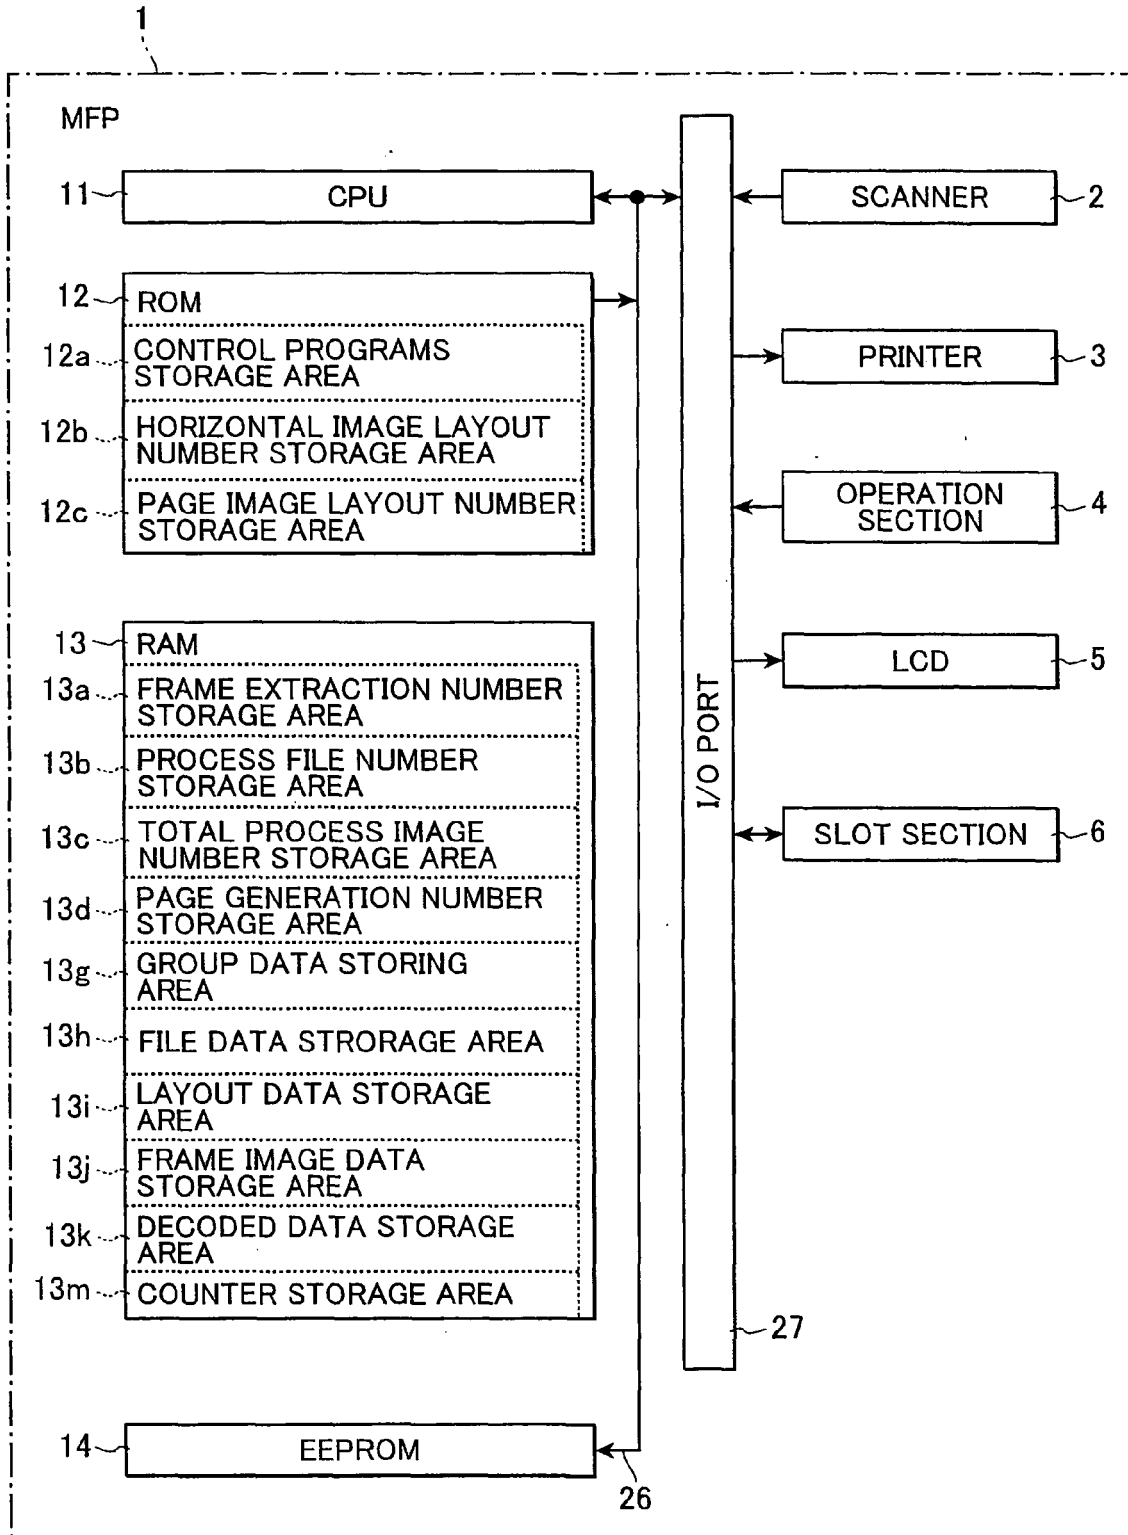 1
MFP
11
CPU
SCANNER
2
12
ROM
12a
CONTROL PROGRAMS
STORAGE AREA
PRINTER
3
12b
HORIZONTAL IMAGE LAYOUT
NUMBER STORAGE AREA
12c
PAGE IMAGE LAYOUT NUMBER
STORAGE AREA
OPERATION
SECTION
4
13
RAM
LCD
5
13a
FRAME EXTRACTION NUMBER
STORAGE AREA
I/O PORT
13b
PROCESS FILE NUMBER
STORAGE AREA
13c
TOTAL PROCESS IMAGE
NUMBER STORAGE AREA
SLOT SECTION
6
13d
PAGE GENERATION NUMBER
STORAGE AREA
13g
GROUP DATA STORING
AREA
13h
FILE DATA STRORAGE AREA
13i
LAYOUT DATA STORAGE
AREA
13j
FRAME IMAGE DATA
STORAGE AREA
13k
DECODED DATA STORAGE
AREA
13m
COUNTER STORAGE AREA
27
14
EEPROM
26